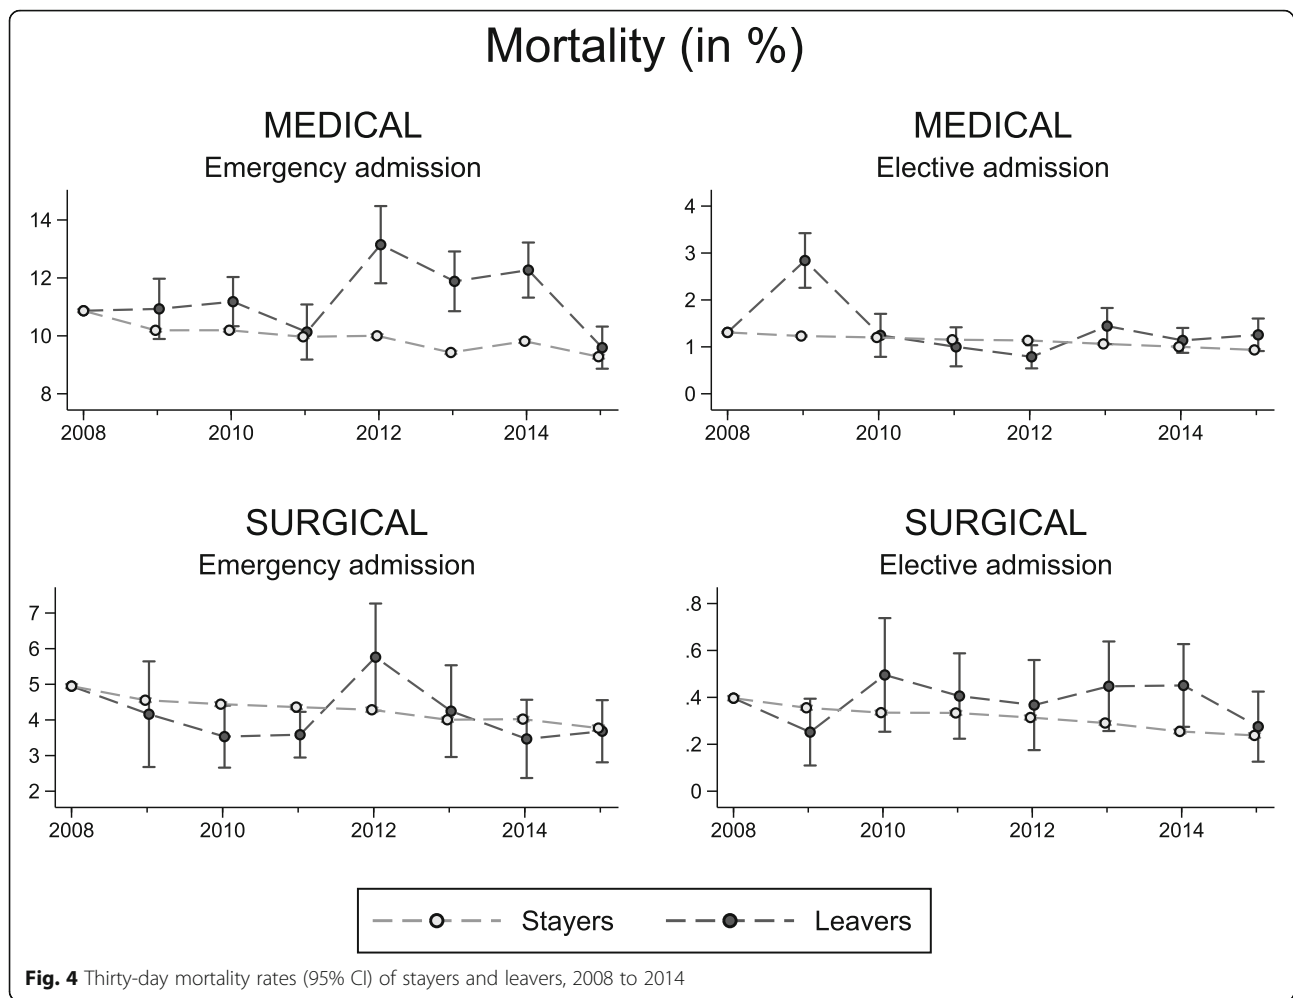 Mortality (in %)
MEDICAL
Emergency admission
14
12
10
8
2008 2010 2012 2014
MEDICAL
Elective admission
4
3
2
1
0
2008 2010 2012 2014
SURGICAL
Emergency admission
7
6
5
4
3
2
2008 2010 2012 2014
SURGICAL
Elective admission
.8
.6
.4
.2
0
2008 2010 2012 2014
Stayers Leavers
Fig. 4 Thirty-day mortality rates (95% CI) of stayers and leavers, 2008 to 2014